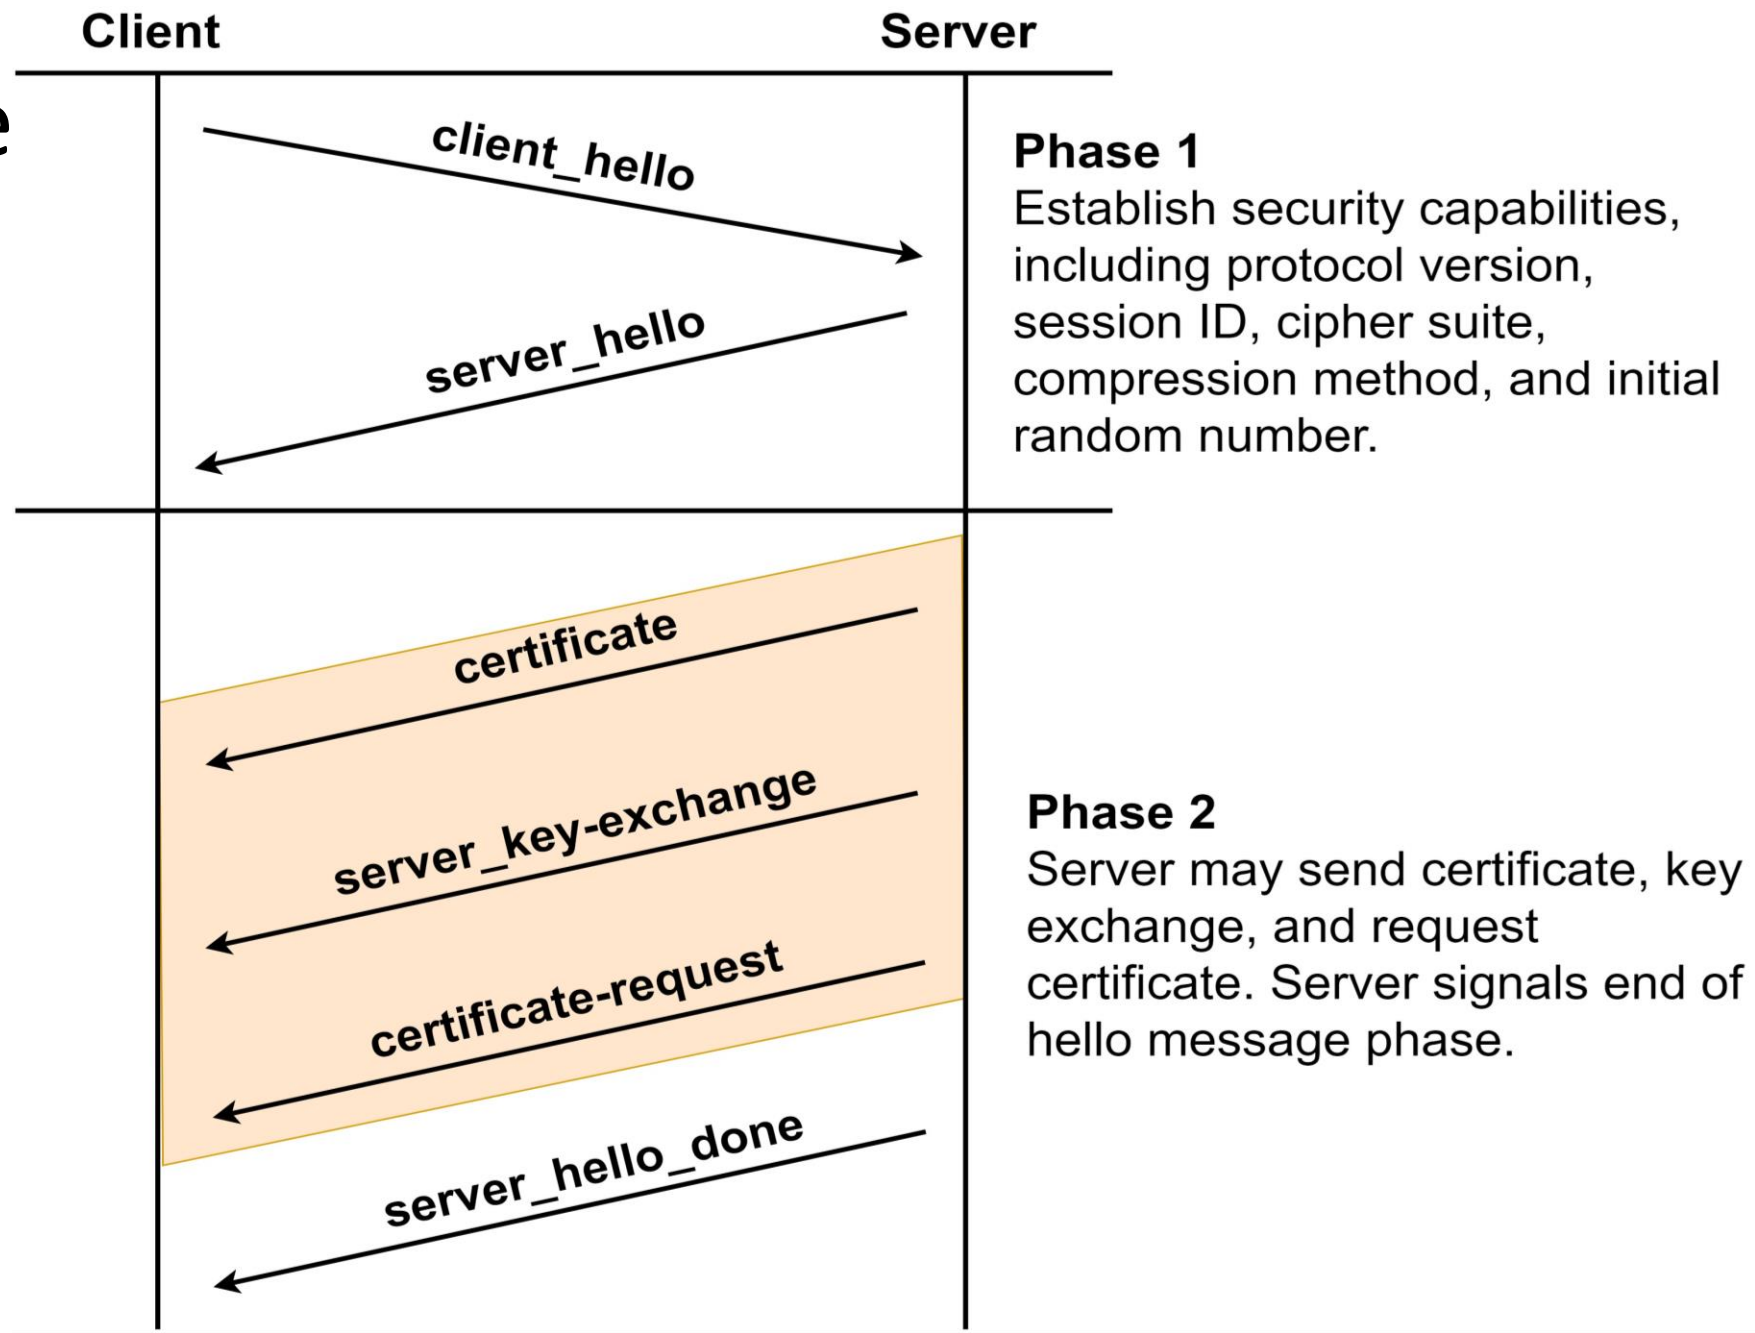 Client
Server
e
client_hello
server_hello
Phase 1
Establish security capabilities,
including protocol version,
session ID, cipher suite,
compression method, and initial
random number.
certificate
server_key-exchange
certificate-request
server_hello_done
Phase 2
Server may send certificate, key
exchange, and request
certificate. Server signals end of
hello message phase.